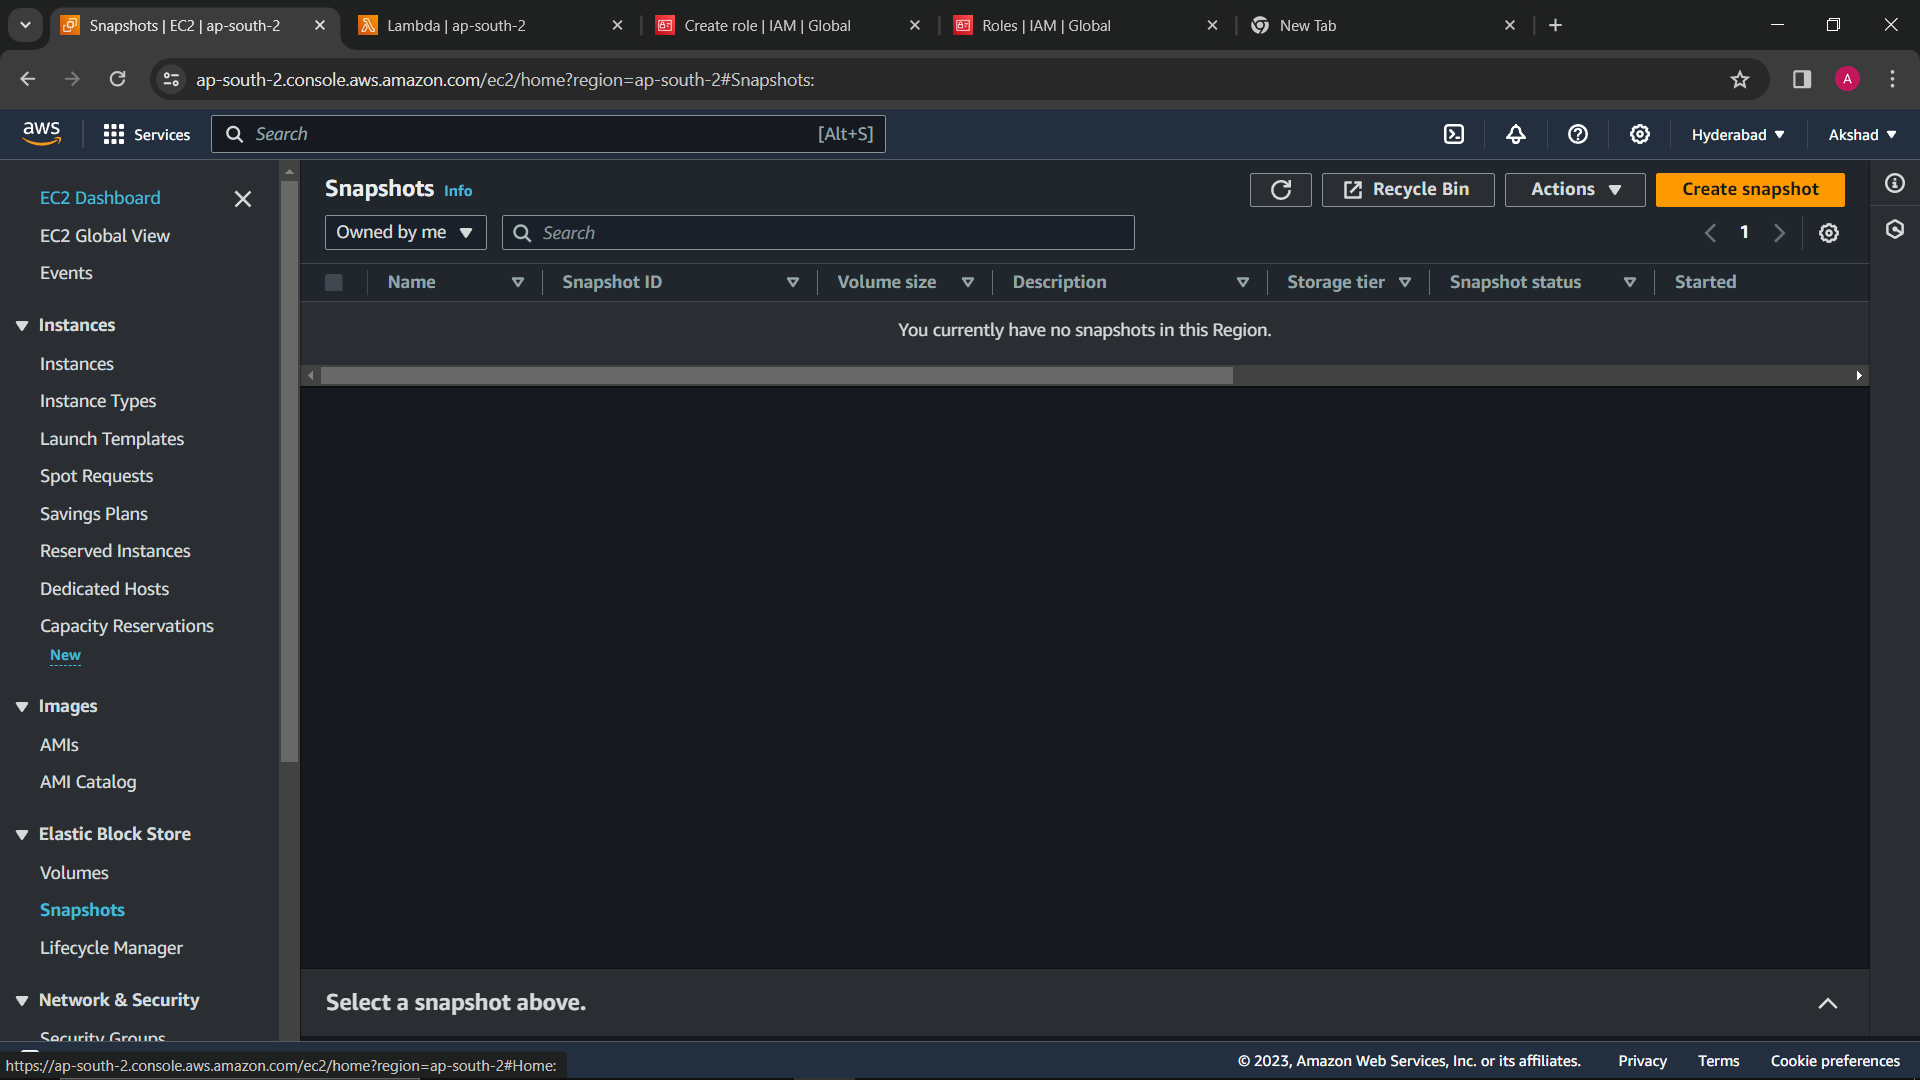 Snapshots | EC2 | ap-south-2
Lambda | ap-south-2
Create role | IAM | Global
Roles | IAM | Global
New Tab
ap-south-2.console.aws.amazon.com/ec2/home?region=ap-south-2#Snapshots:
A
aws
Services
Search
[Alt+S]
Hyderabad
Akshad
EC2 Dashboard
EC2 Global View
Events
Instances
Instances
Instance Types
Launch Templates
Spot Requests
Savings Plans
Reserved Instances
Dedicated Hosts
Capacity Reservations
New
Images
AMIs
AMI Catalog
Elastic Block Store
Volumes
Snapshots
Lifecycle Manager
Network & Security
Security Groups
Snapshots Info
Recycle Bin
Actions
Create snapshot
Owned by me
Search
1
Name
Snapshot ID
Volume size
Description
Storage tier
Snapshot status
Started
You currently have no snapshots in this Region.
Select a snapshot above.
https://ap-south-2.console.aws.amazon.com/ec2/home?region=ap-south-2#Home:
© 2023, Amazon Web Services, Inc. or its affiliates.
Privacy
Terms
Cookie preferences